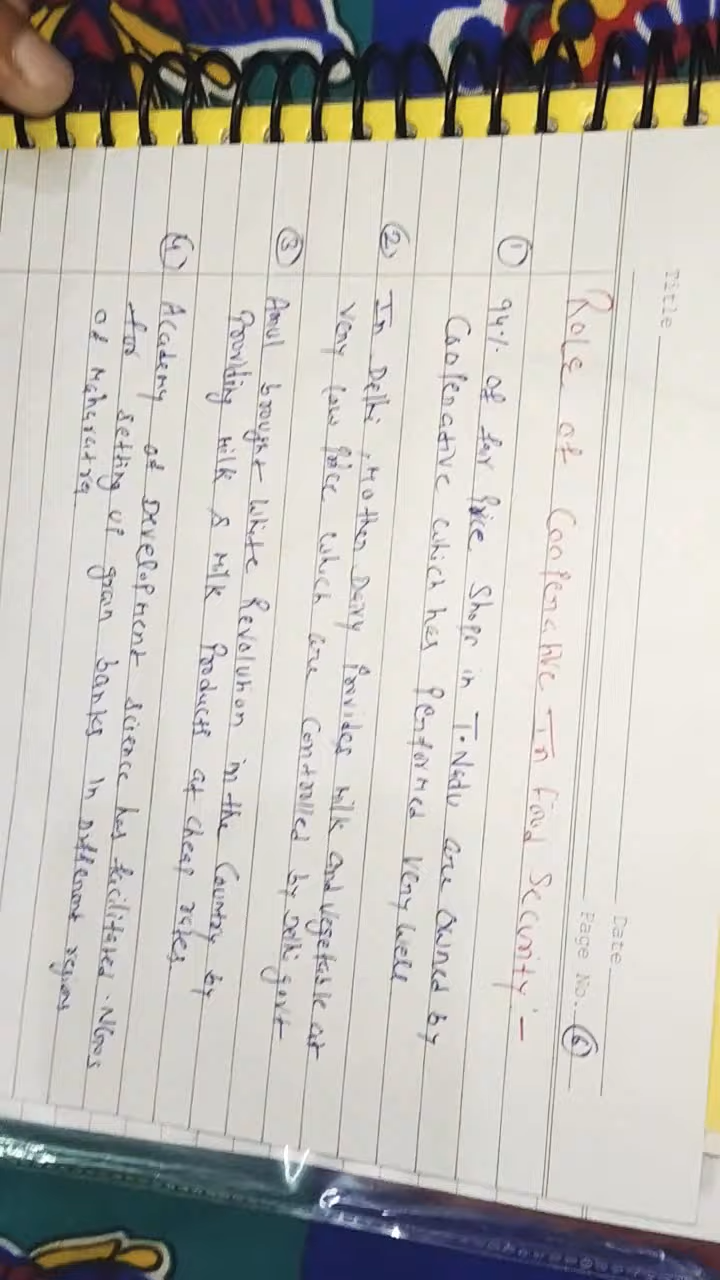 Title
Date
Page No: 6
Role of Cooperative In food Security :-
① 94% of fair Price Shops in T.Nadu are owned by
Cooperative which has Performed very well
② In Delhi, Mother Dairy Provides milk and vegetable at
very low Price which are Controlled by Delhi govt
③ Amul brought White Revolution in the Country by
Providing milk & milk Products at cheap rates
④ Academy of Development science has facilitated. NGOs
for setting up grain banks in Different regions
of Maharatra